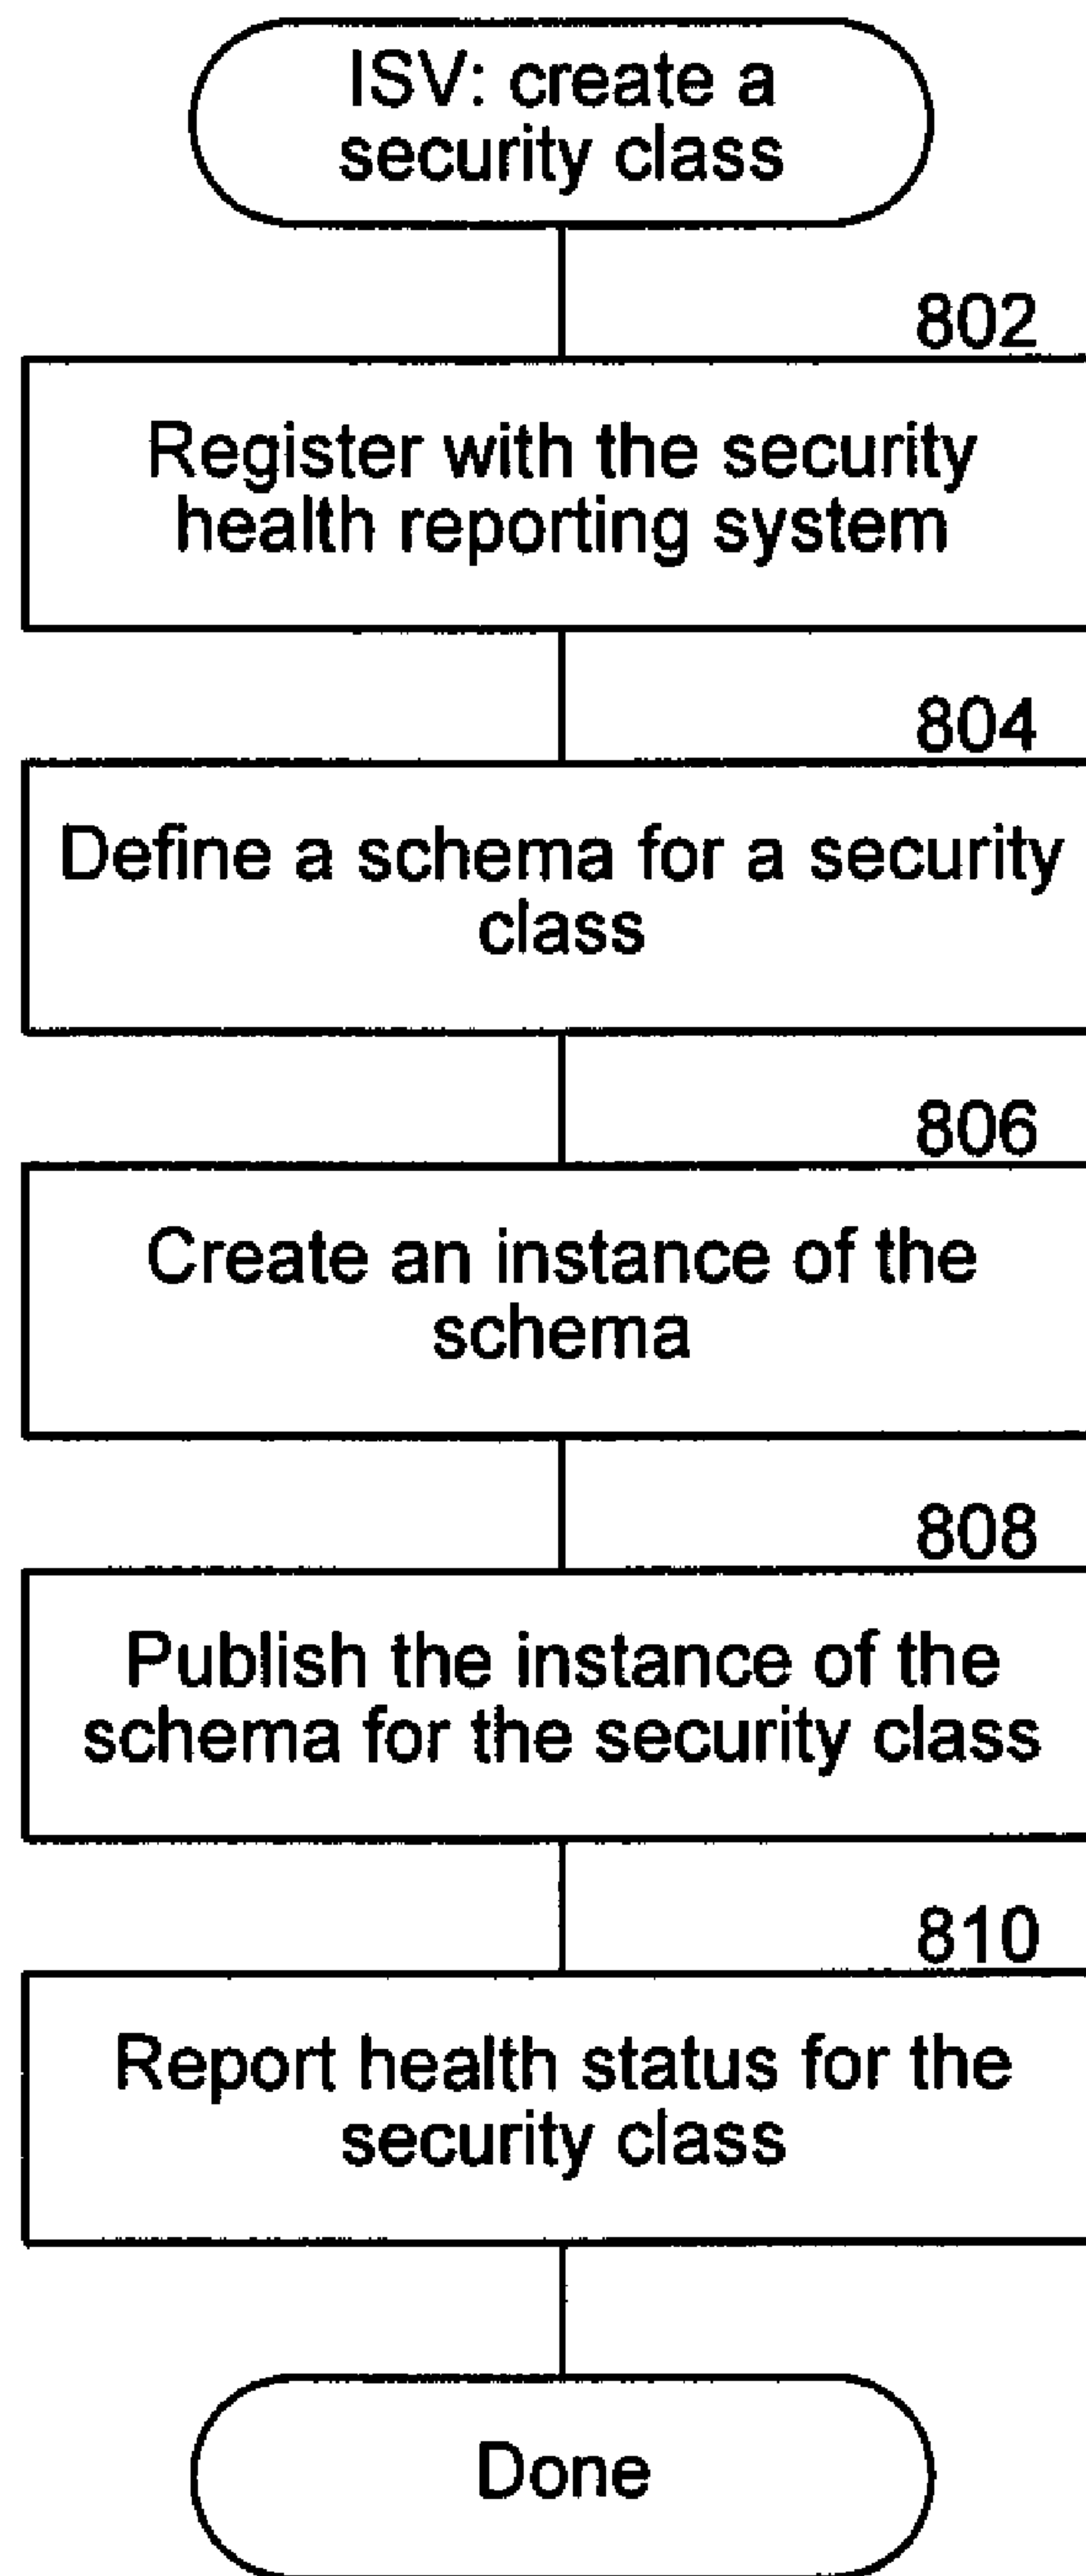 ISV: create a
security class
802
Register with the security
health reporting system
804
Define a schema for a security
class
806
Create an instance of the
schema
808
Publish the instance of the
schema for the security class
810
Report health status for the
security class
Done